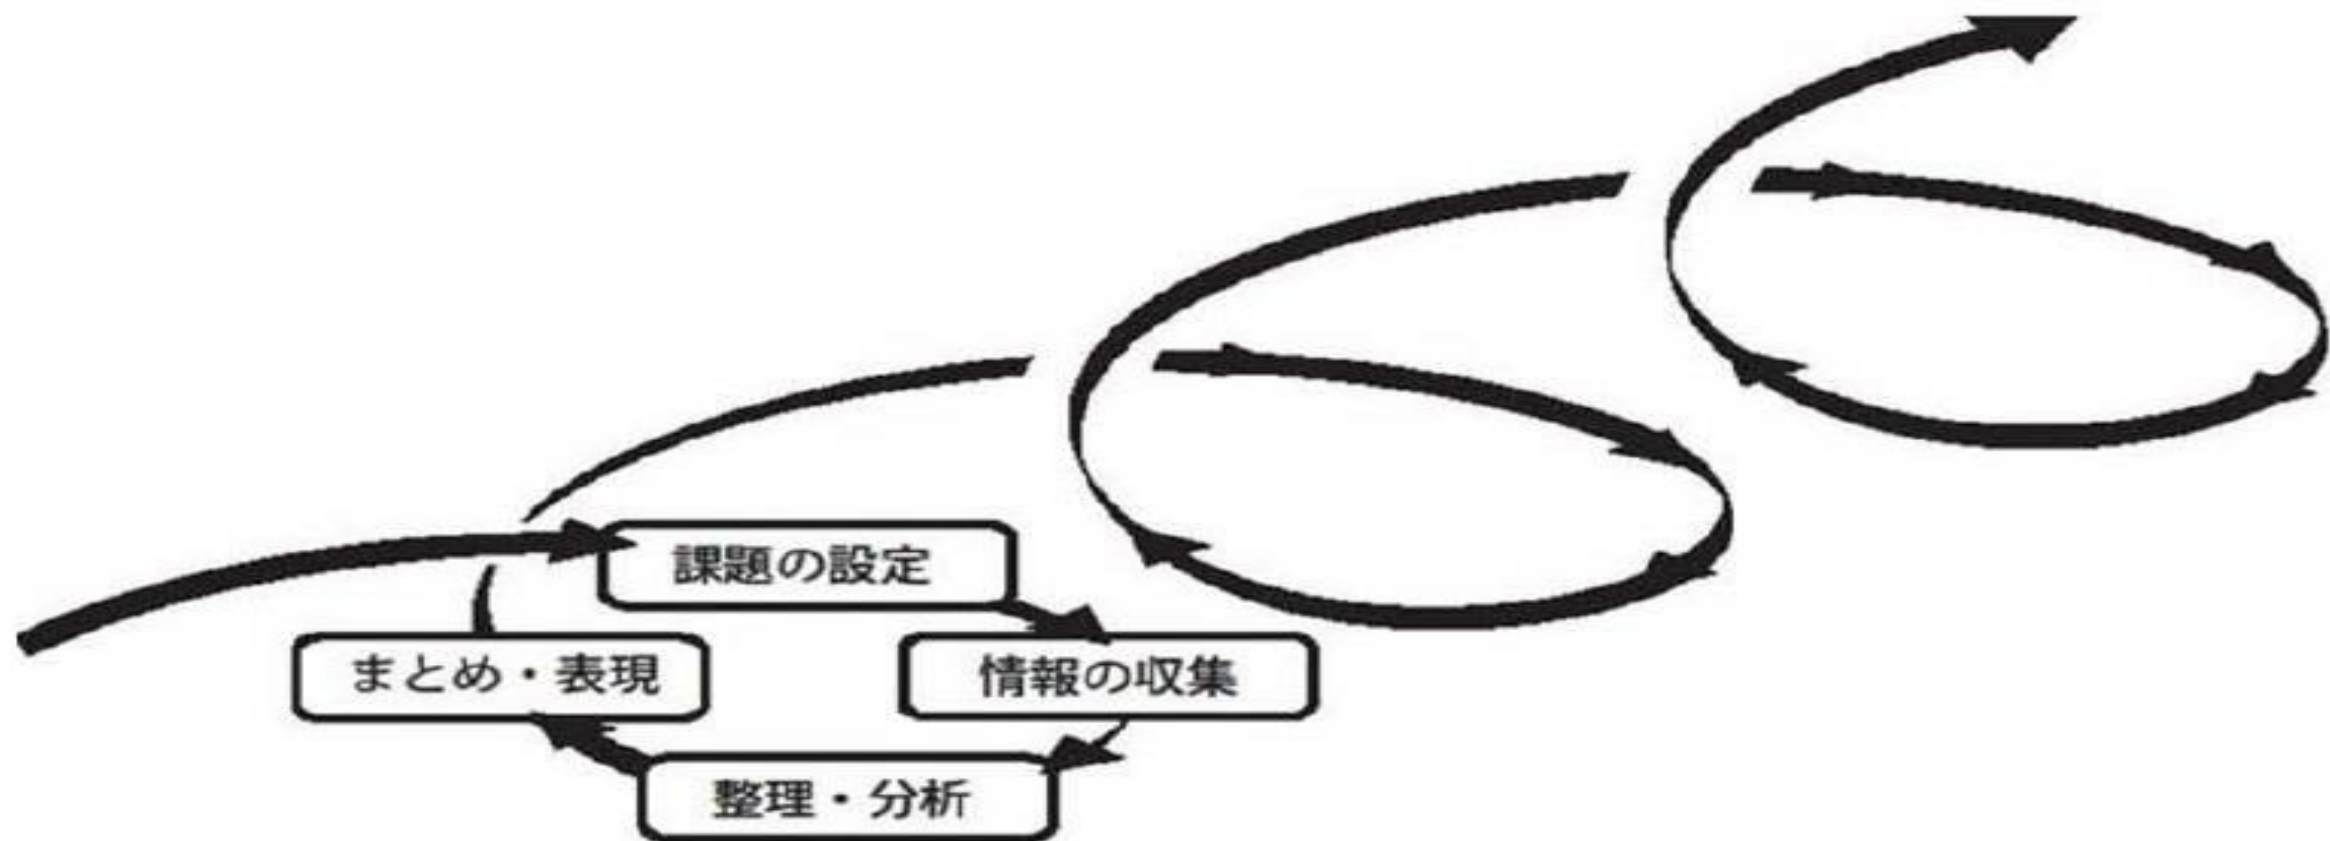 課題の設定
まとめ・表現
情報の収集
整理・分析